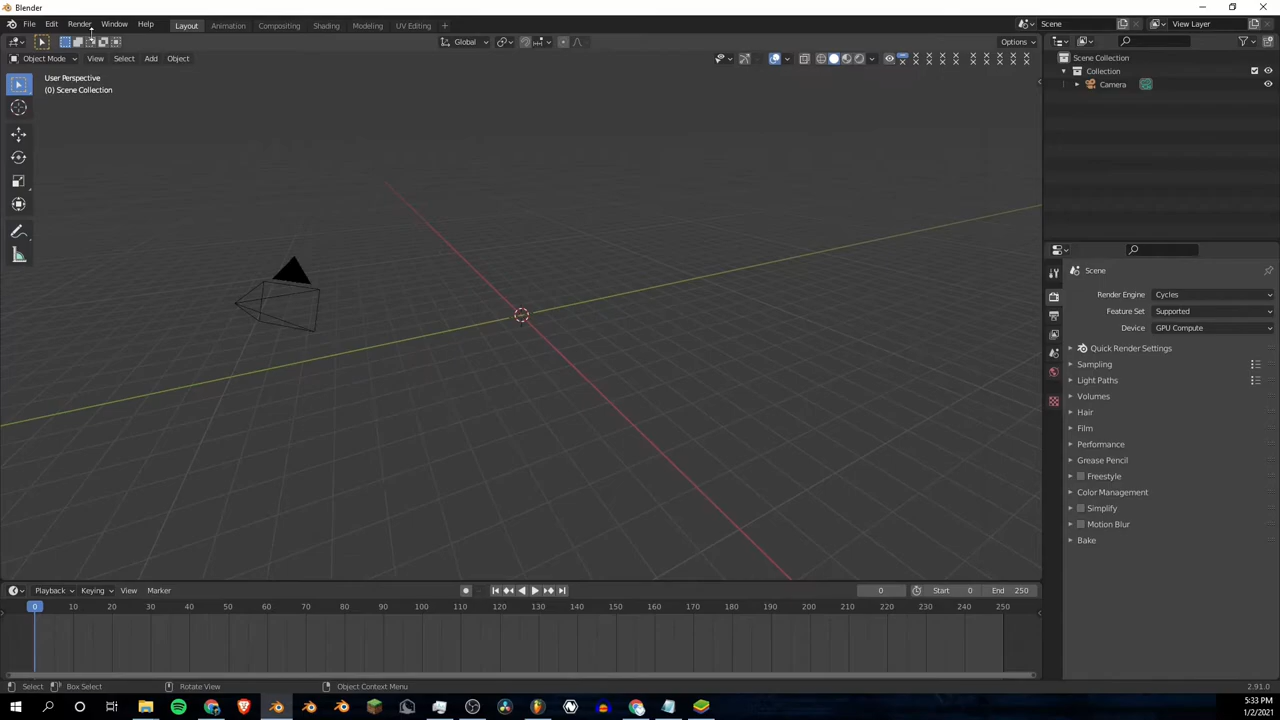 Blender
File Edit Render Window Help Layout Animation Compositing Shading Modeling UV Editing + Scene View Layer
Global Options
Object Mode View Select Add Object
User Perspective
(0) Scene Collection
Scene Collection
Collection
Camera
Scene
Render Engine Cycles
Feature Set Supported
Device GPU Compute
Quick Render Settings
Sampling
Light Paths
Volumes
Hair
Film
Performance
Grease Pencil
Freestyle
Color Management
Simplify
Motion Blur
Bake
Playback Keying View Marker 0 Start 0 End 250
0 10 20 30 40 50 60 70 80 90 100 110 120 130 140 150 160 170 180 190 200 210 220 230 240 250
Select Box Select Rotate View Object Context Menu 2.91.0
5:33 PM
1/2/2021